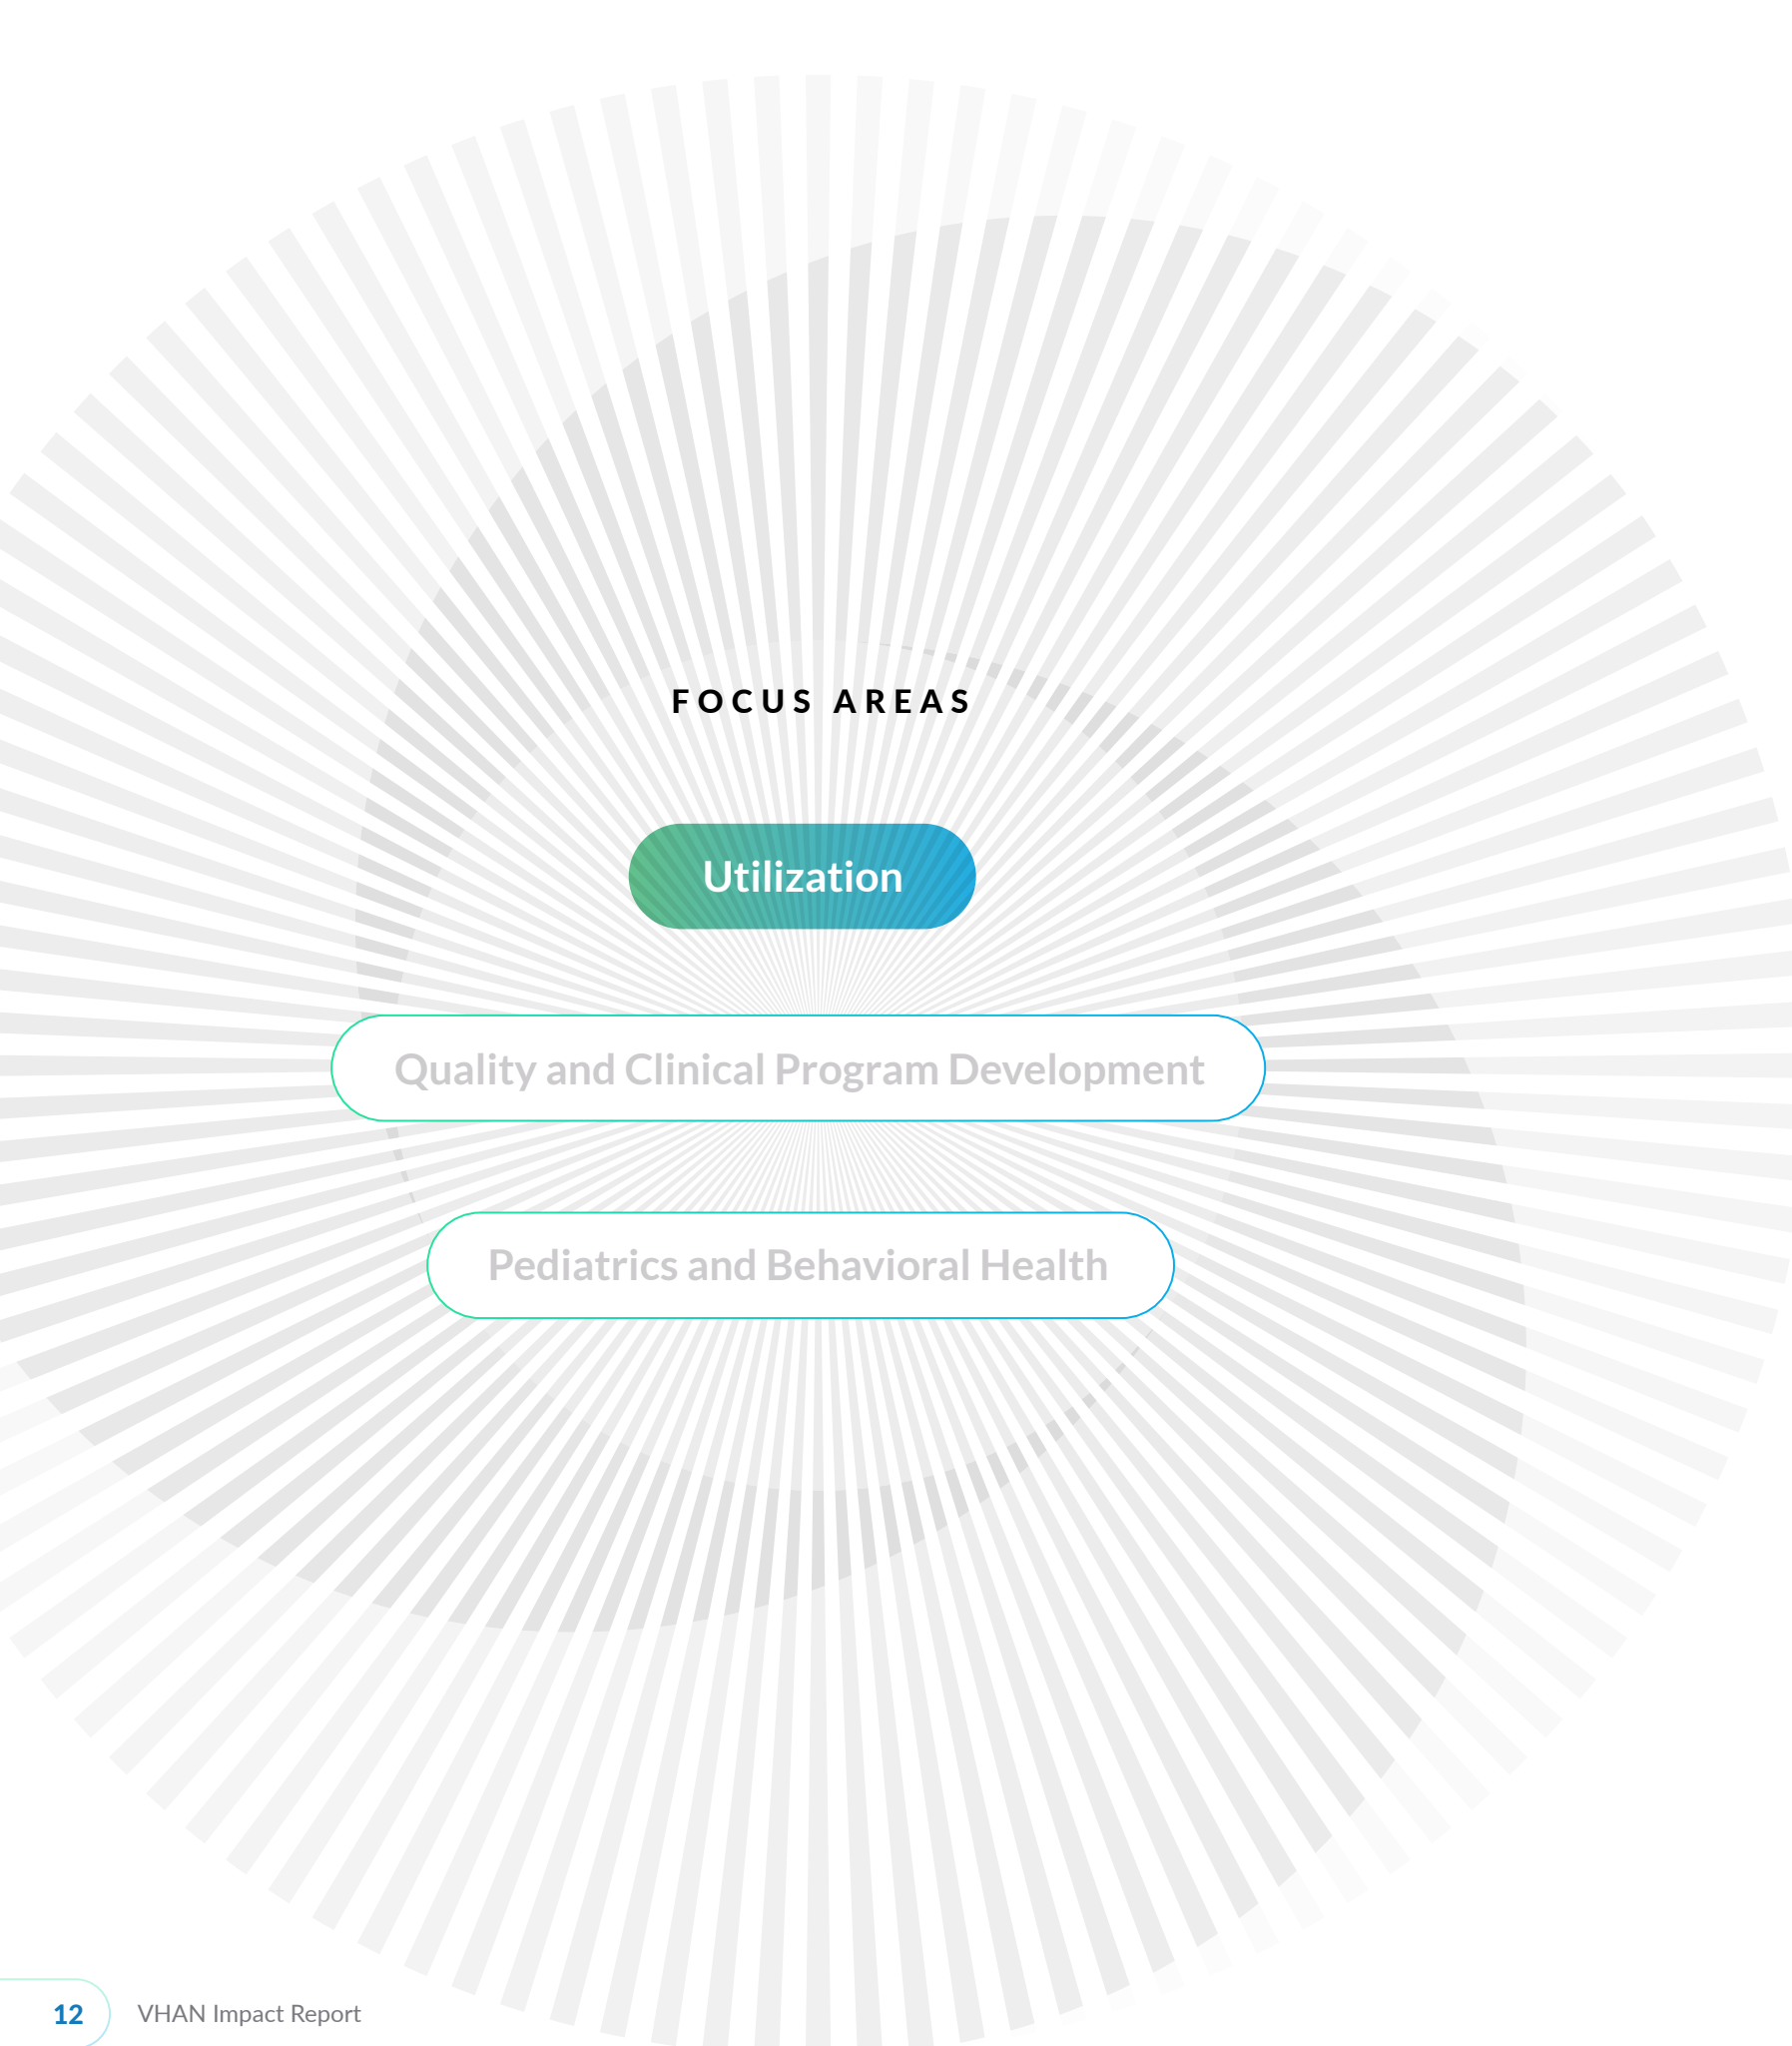 FOCUS AREAS
Utilization
Quality and Clinical Program Development
Pediatrics and Behavioral Health
12 VHAN Impact Report